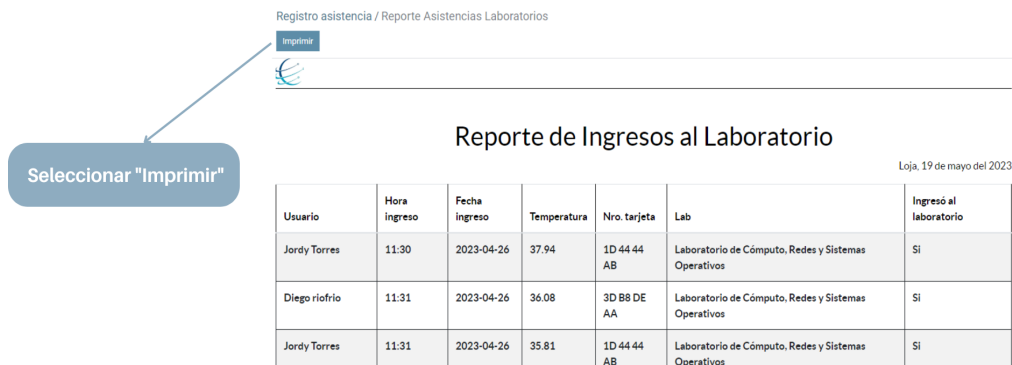 Registro asistencia / Reporte Asistencias Laboratorios
Imprimir
Seleccionar "Imprimir"
Reporte de Ingresos al Laboratorio
Loja, 19 de mayo del 2023
Usuario Hora ingreso Fecha ingreso Temperatura Nro. tarjeta Lab Ingresó al laboratorio
Jordy Torres 11:30 2023-04-26 37.94 1D 44 44 AB Laboratorio de Cómputo, Redes y Sistemas Operativos Si
Diego riofrio 11:31 2023-04-26 36.08 3D B8 DE AA Laboratorio de Cómputo, Redes y Sistemas Operativos Si
Jordy Torres 11:31 2023-04-26 35.81 1D 44 44 AB Laboratorio de Cómputo, Redes y Sistemas Operativos Si